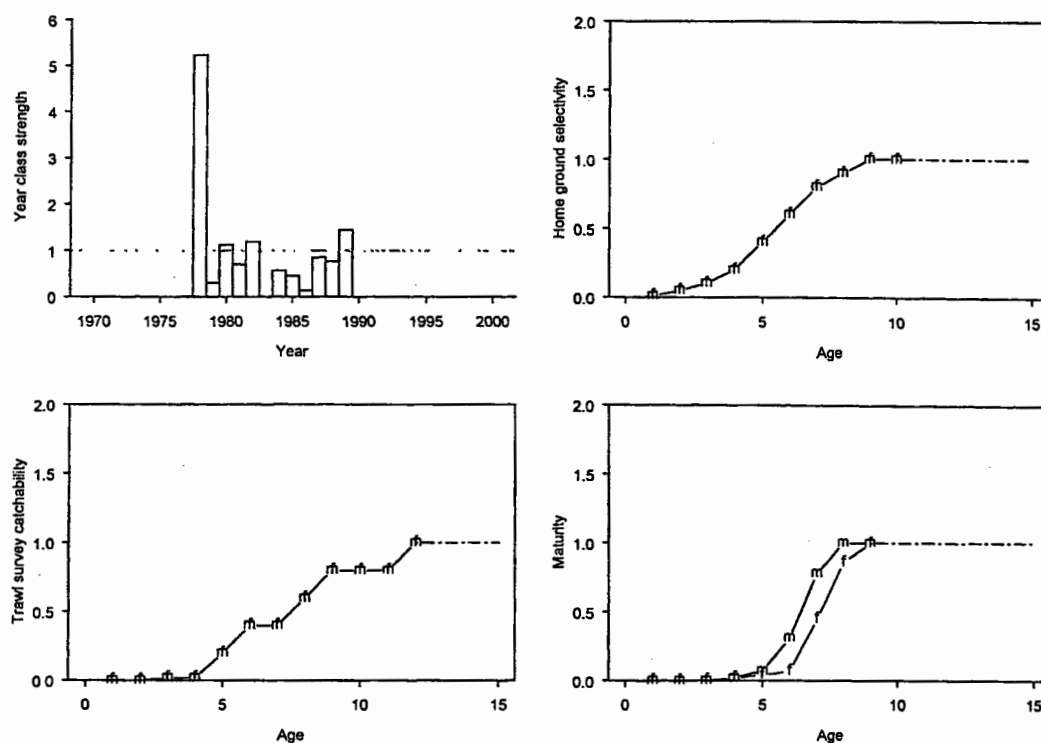 Year class strength
6
5
4
3
2
1
0
1970 1975 1980 1985 1990 1995 2000
Year
Home ground selectivity
2.0
1.5
1.0
0.5
0.0
0 5 10 15
Age
Trawl survey catchability
2.0
1.5
1.0
0.5
0.0
0 5 10 15
Age
Maturity
2.0
1.5
1.0
0.5
0.0
m m m m m
f f f f
0 5 10 15
Age